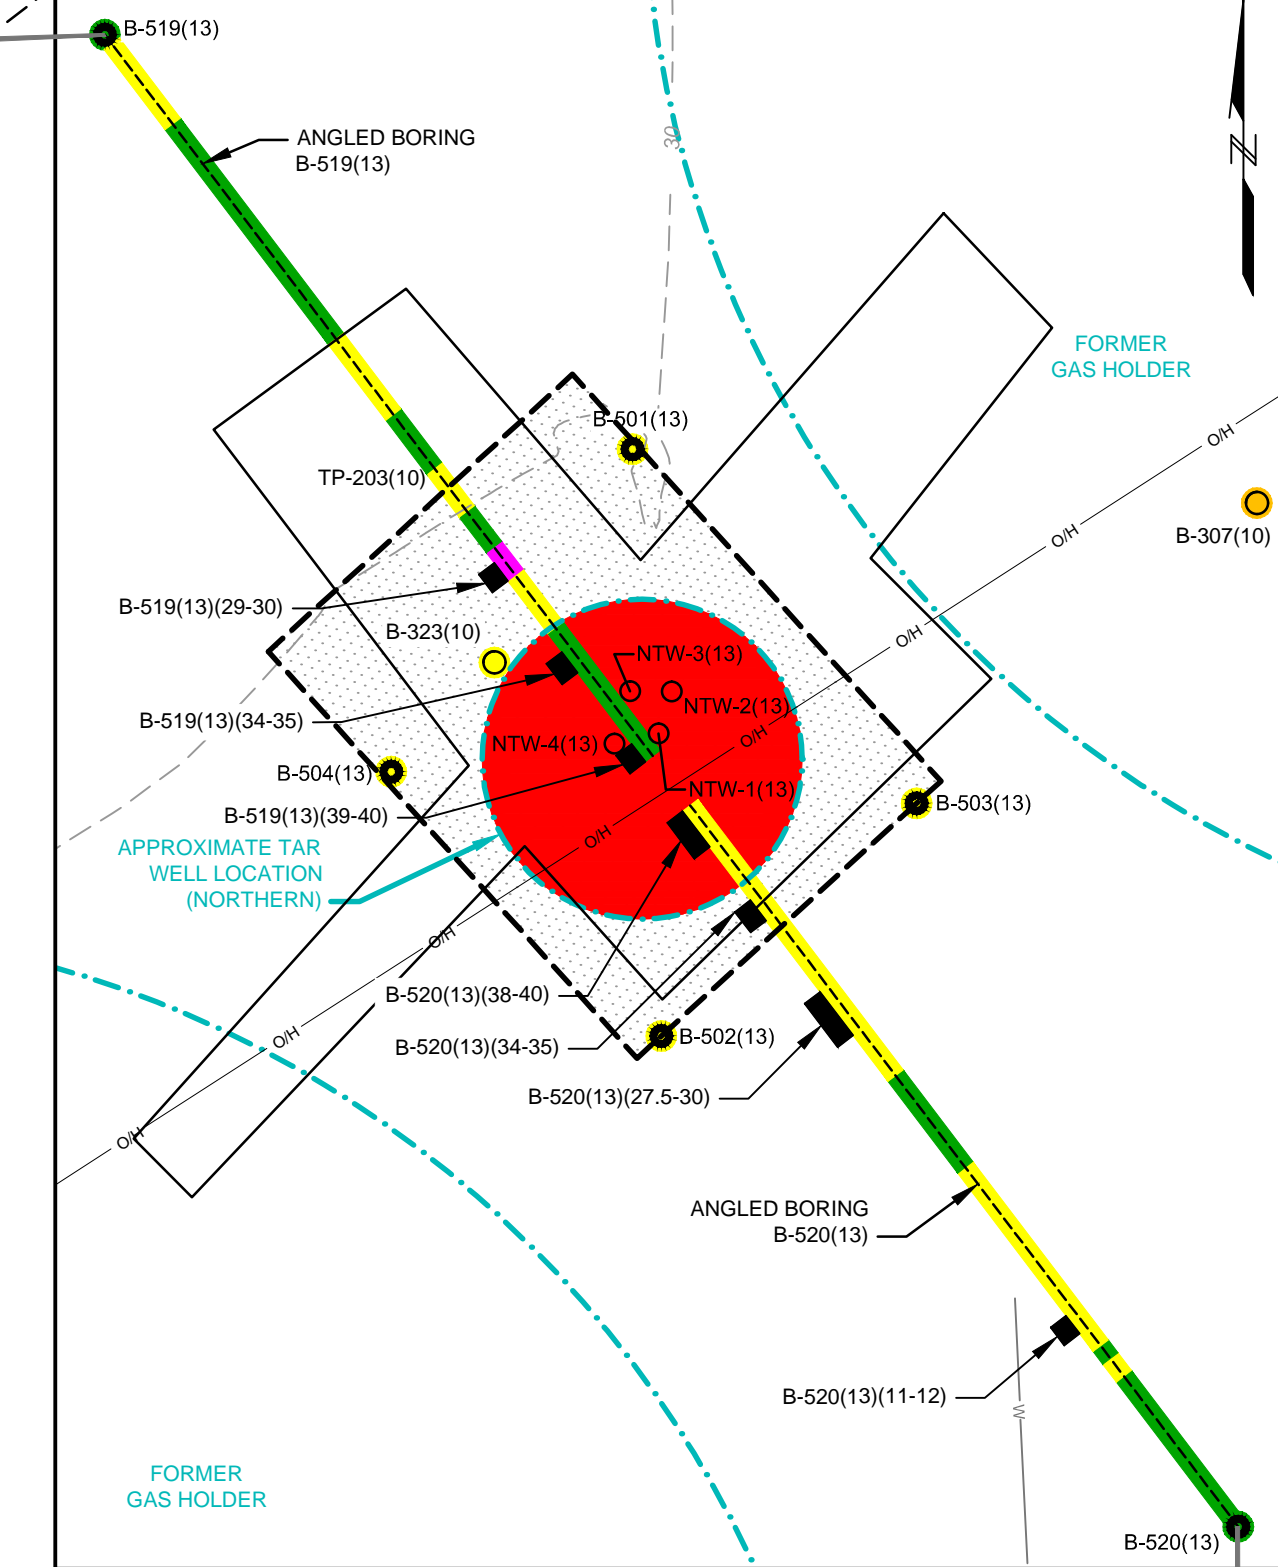 B-519(13)
ANGLED BORING
B-519(13)
30
N
FORMER
GAS HOLDER
B-501(13)
O/H
TP-203(10)
O/H
B-307(10)
B-519(13)(29-30)
B-323(10)
O/H
NTW-3(13)
B-519(13)(34-35)
NTW-2(13)
NTW-4(13)
O/H
B-504(13)
NTW-1(13)
B-503(13)
B-519(13)(39-40)
O/H
APPROXIMATE TAR
WELL LOCATION
(NORTHERN)
O/H
B-520(13)(38-40)
O/H
B-502(13)
B-520(13)(34-35)
B-520(13)(27.5-30)
O/H
ANGLED BORING
B-520(13)
B-520(13)(11-12)
W
FORMER
GAS HOLDER
B-520(13)